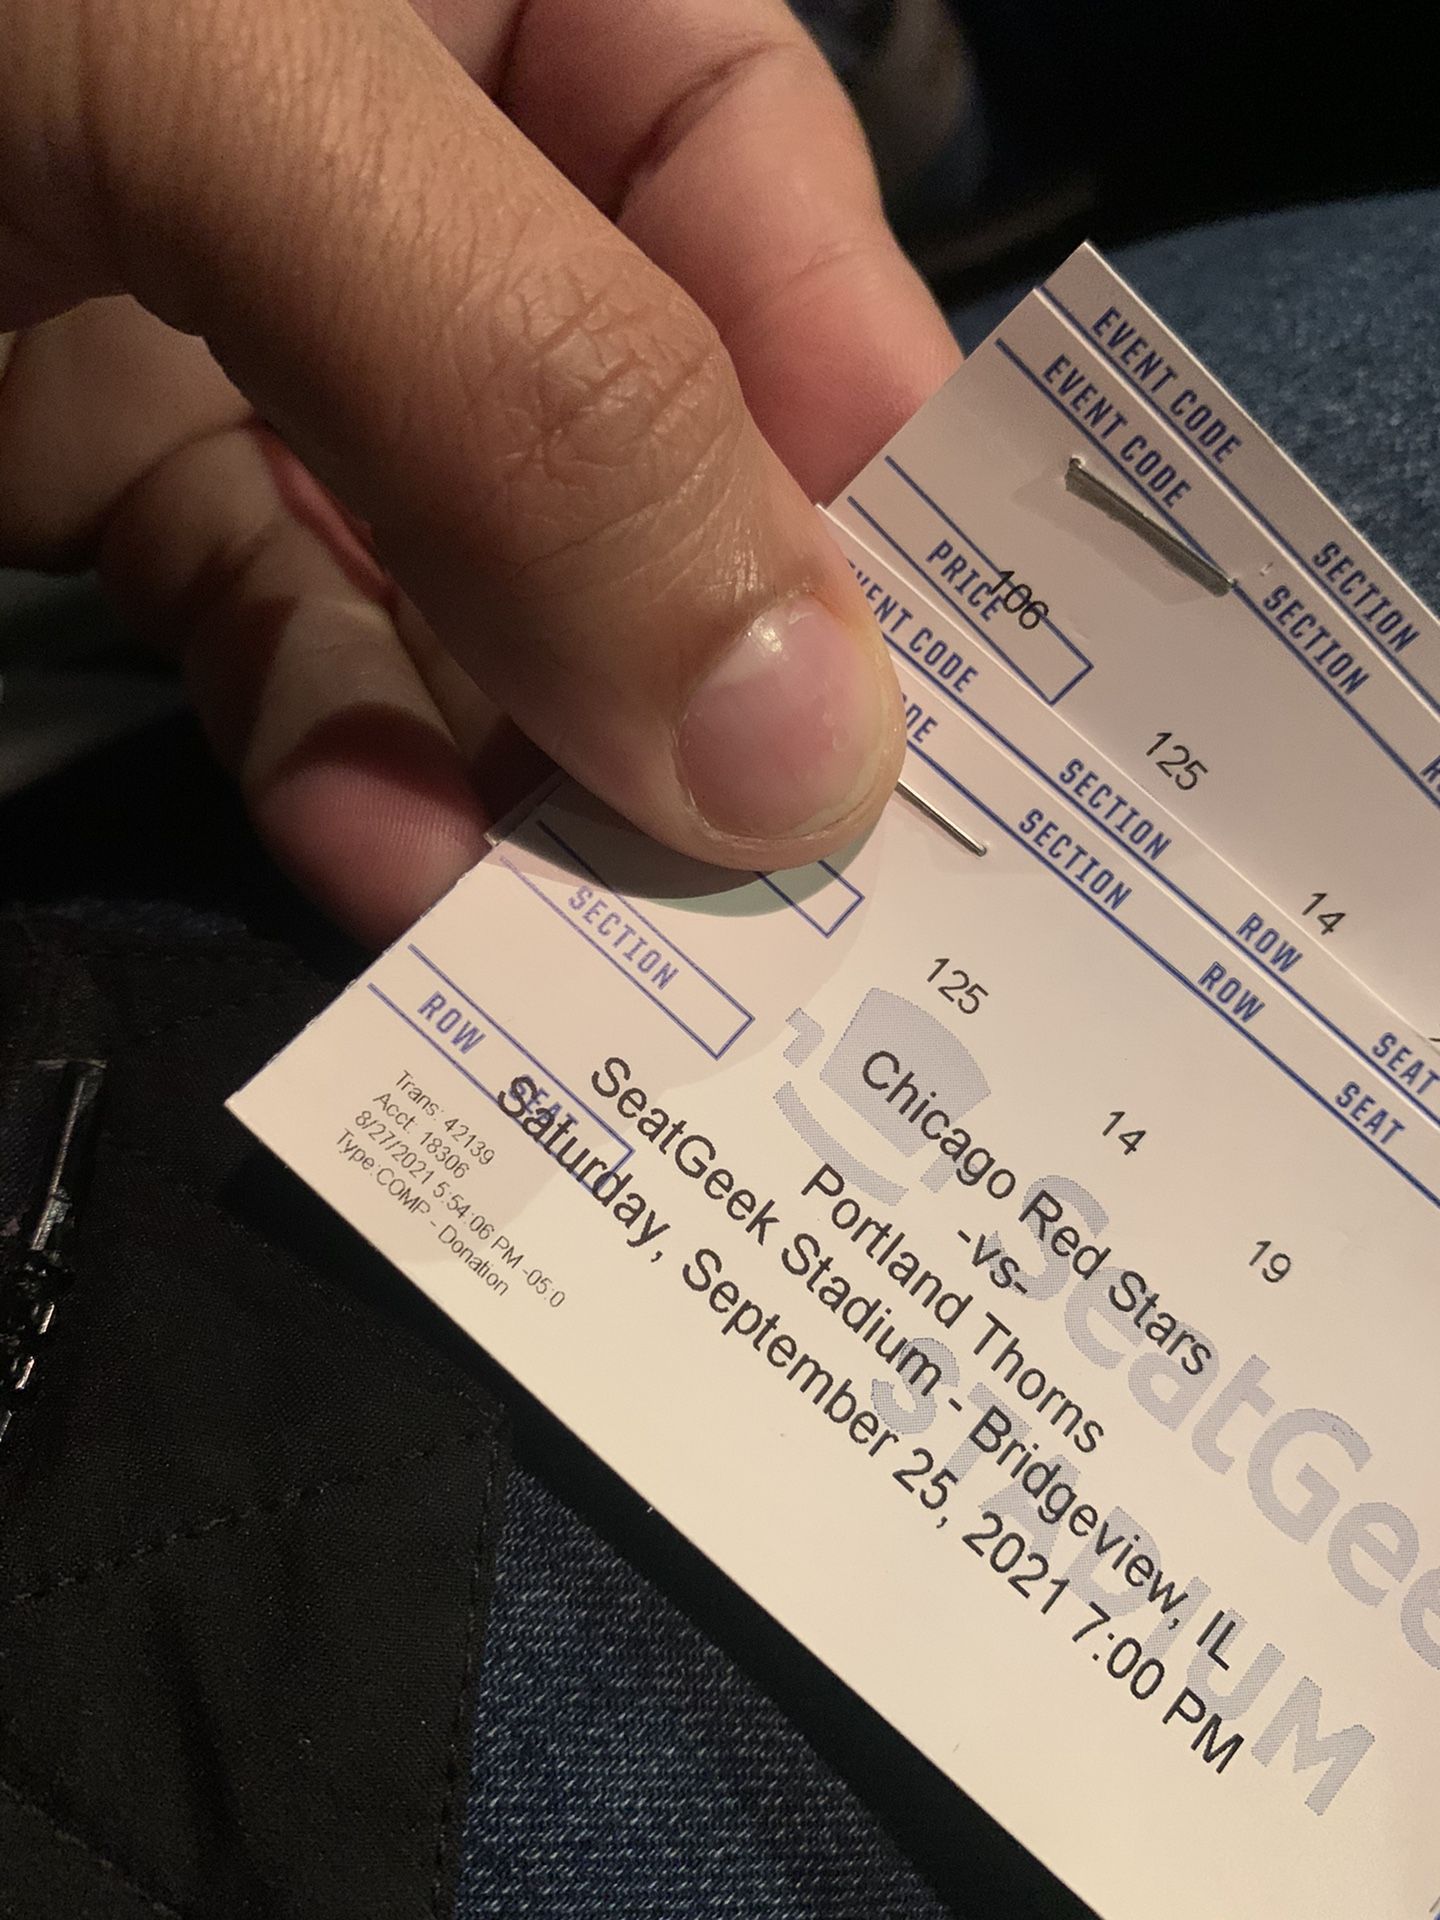 EVENT CODE SECTION
EVENT CODE SECTION
PRICE
106
125 14
EVENT CODE SECTION ROW SEAT
SECTION ROW SEAT
125 14 19
SECTION
ROW SEAT
Chicago Red Stars
-vs-
Portland Thorns
SeatGeek Stadium - Bridgeview, IL
Saturday, September 25, 2021 7:00 PM
Trans: 42139
Acct. 18306
8/27/2021 5:54:06 PM -05:0
Type:COMP - Donation
STADIUM